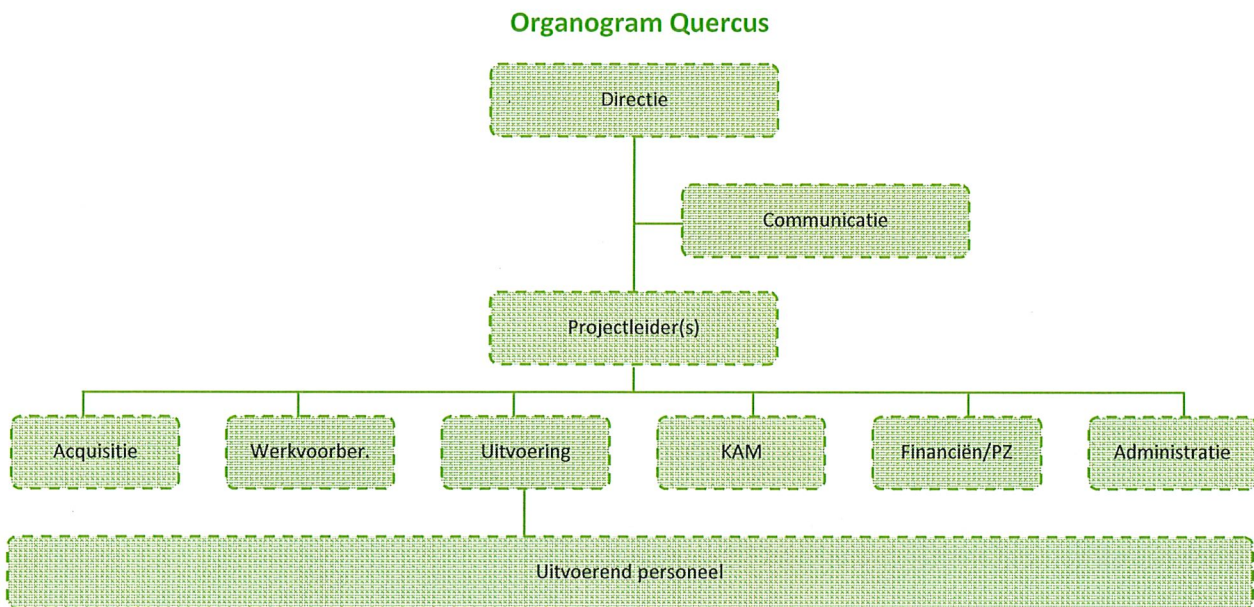 Organogram Quercus
Directie
Communicatie
Projectleider(s)
Acquisitie
Werkvoorber.
Uitvoering
KAM
Financiën/PZ
Administratie
Uitvoerend personeel